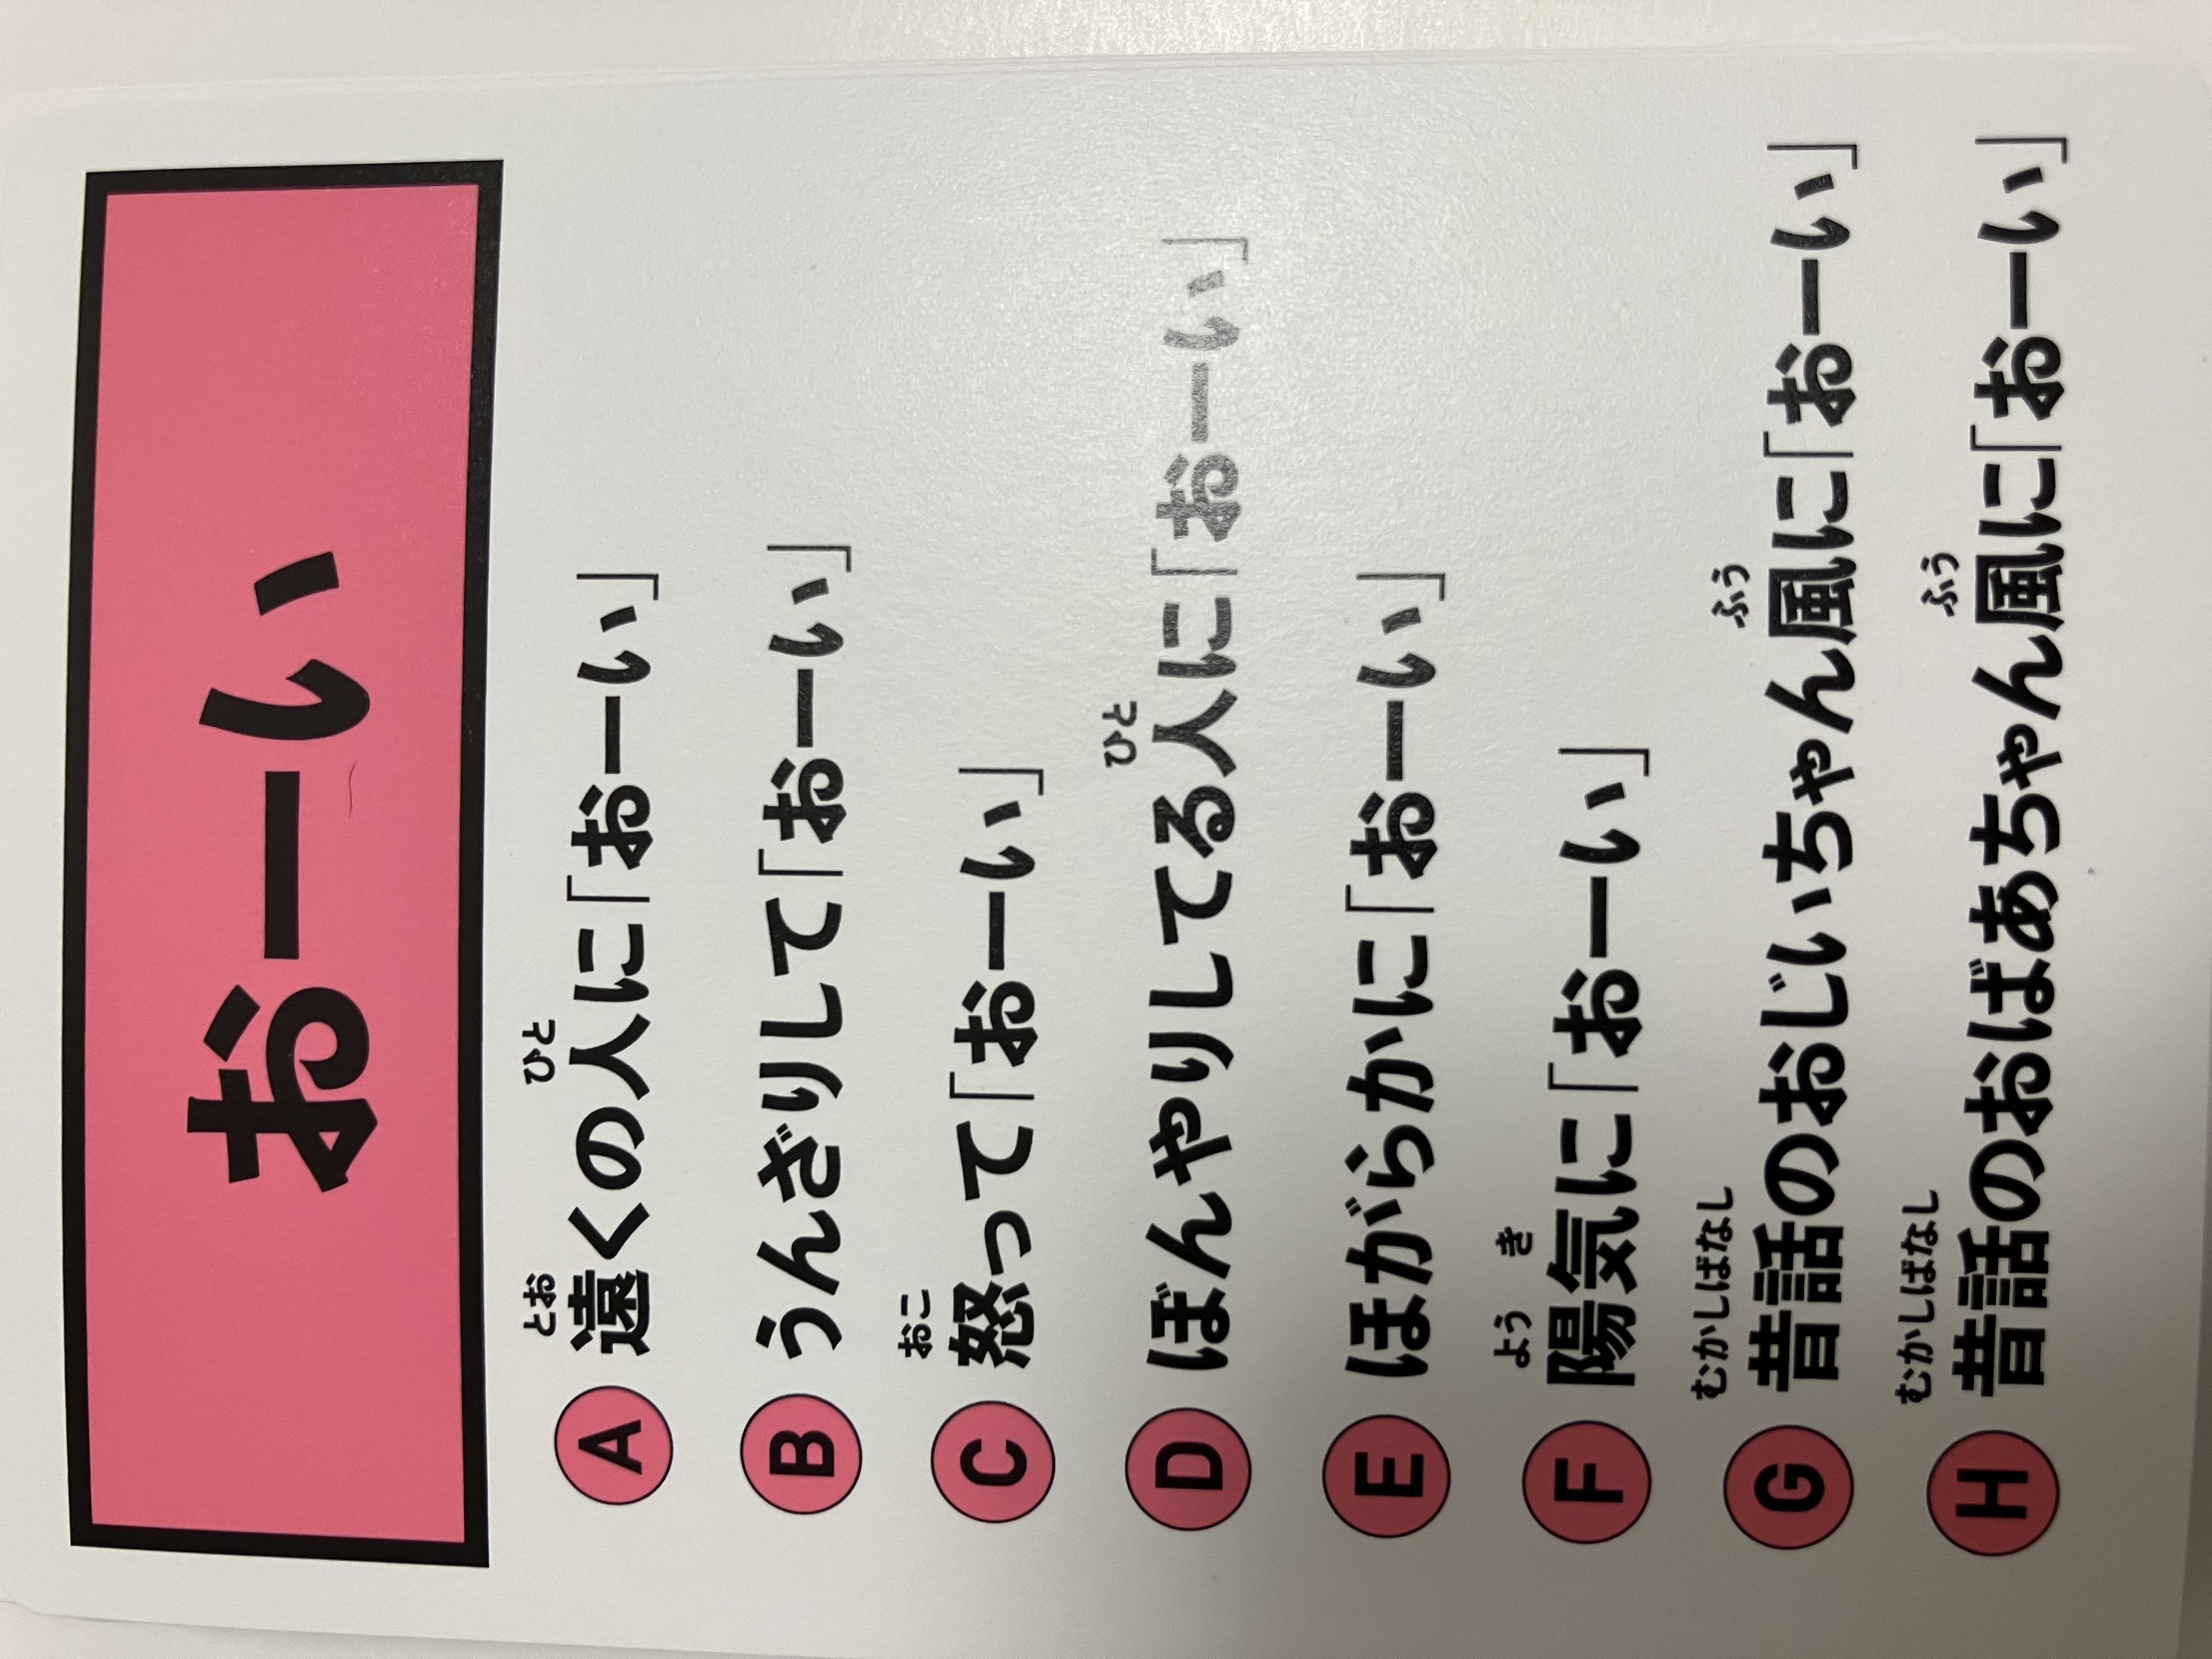 おーい
A 遠くの人に「おーい」
B うんざりして「おーい」
C 怒って「おーい」
D ぼんやりしてる人に「おーい」
E ほがらかに「おーい」
F 陽気に「おーい」
G 昔話のおじいちゃん風に「おーい」
H 昔話のおばあちゃん風に「おーい」